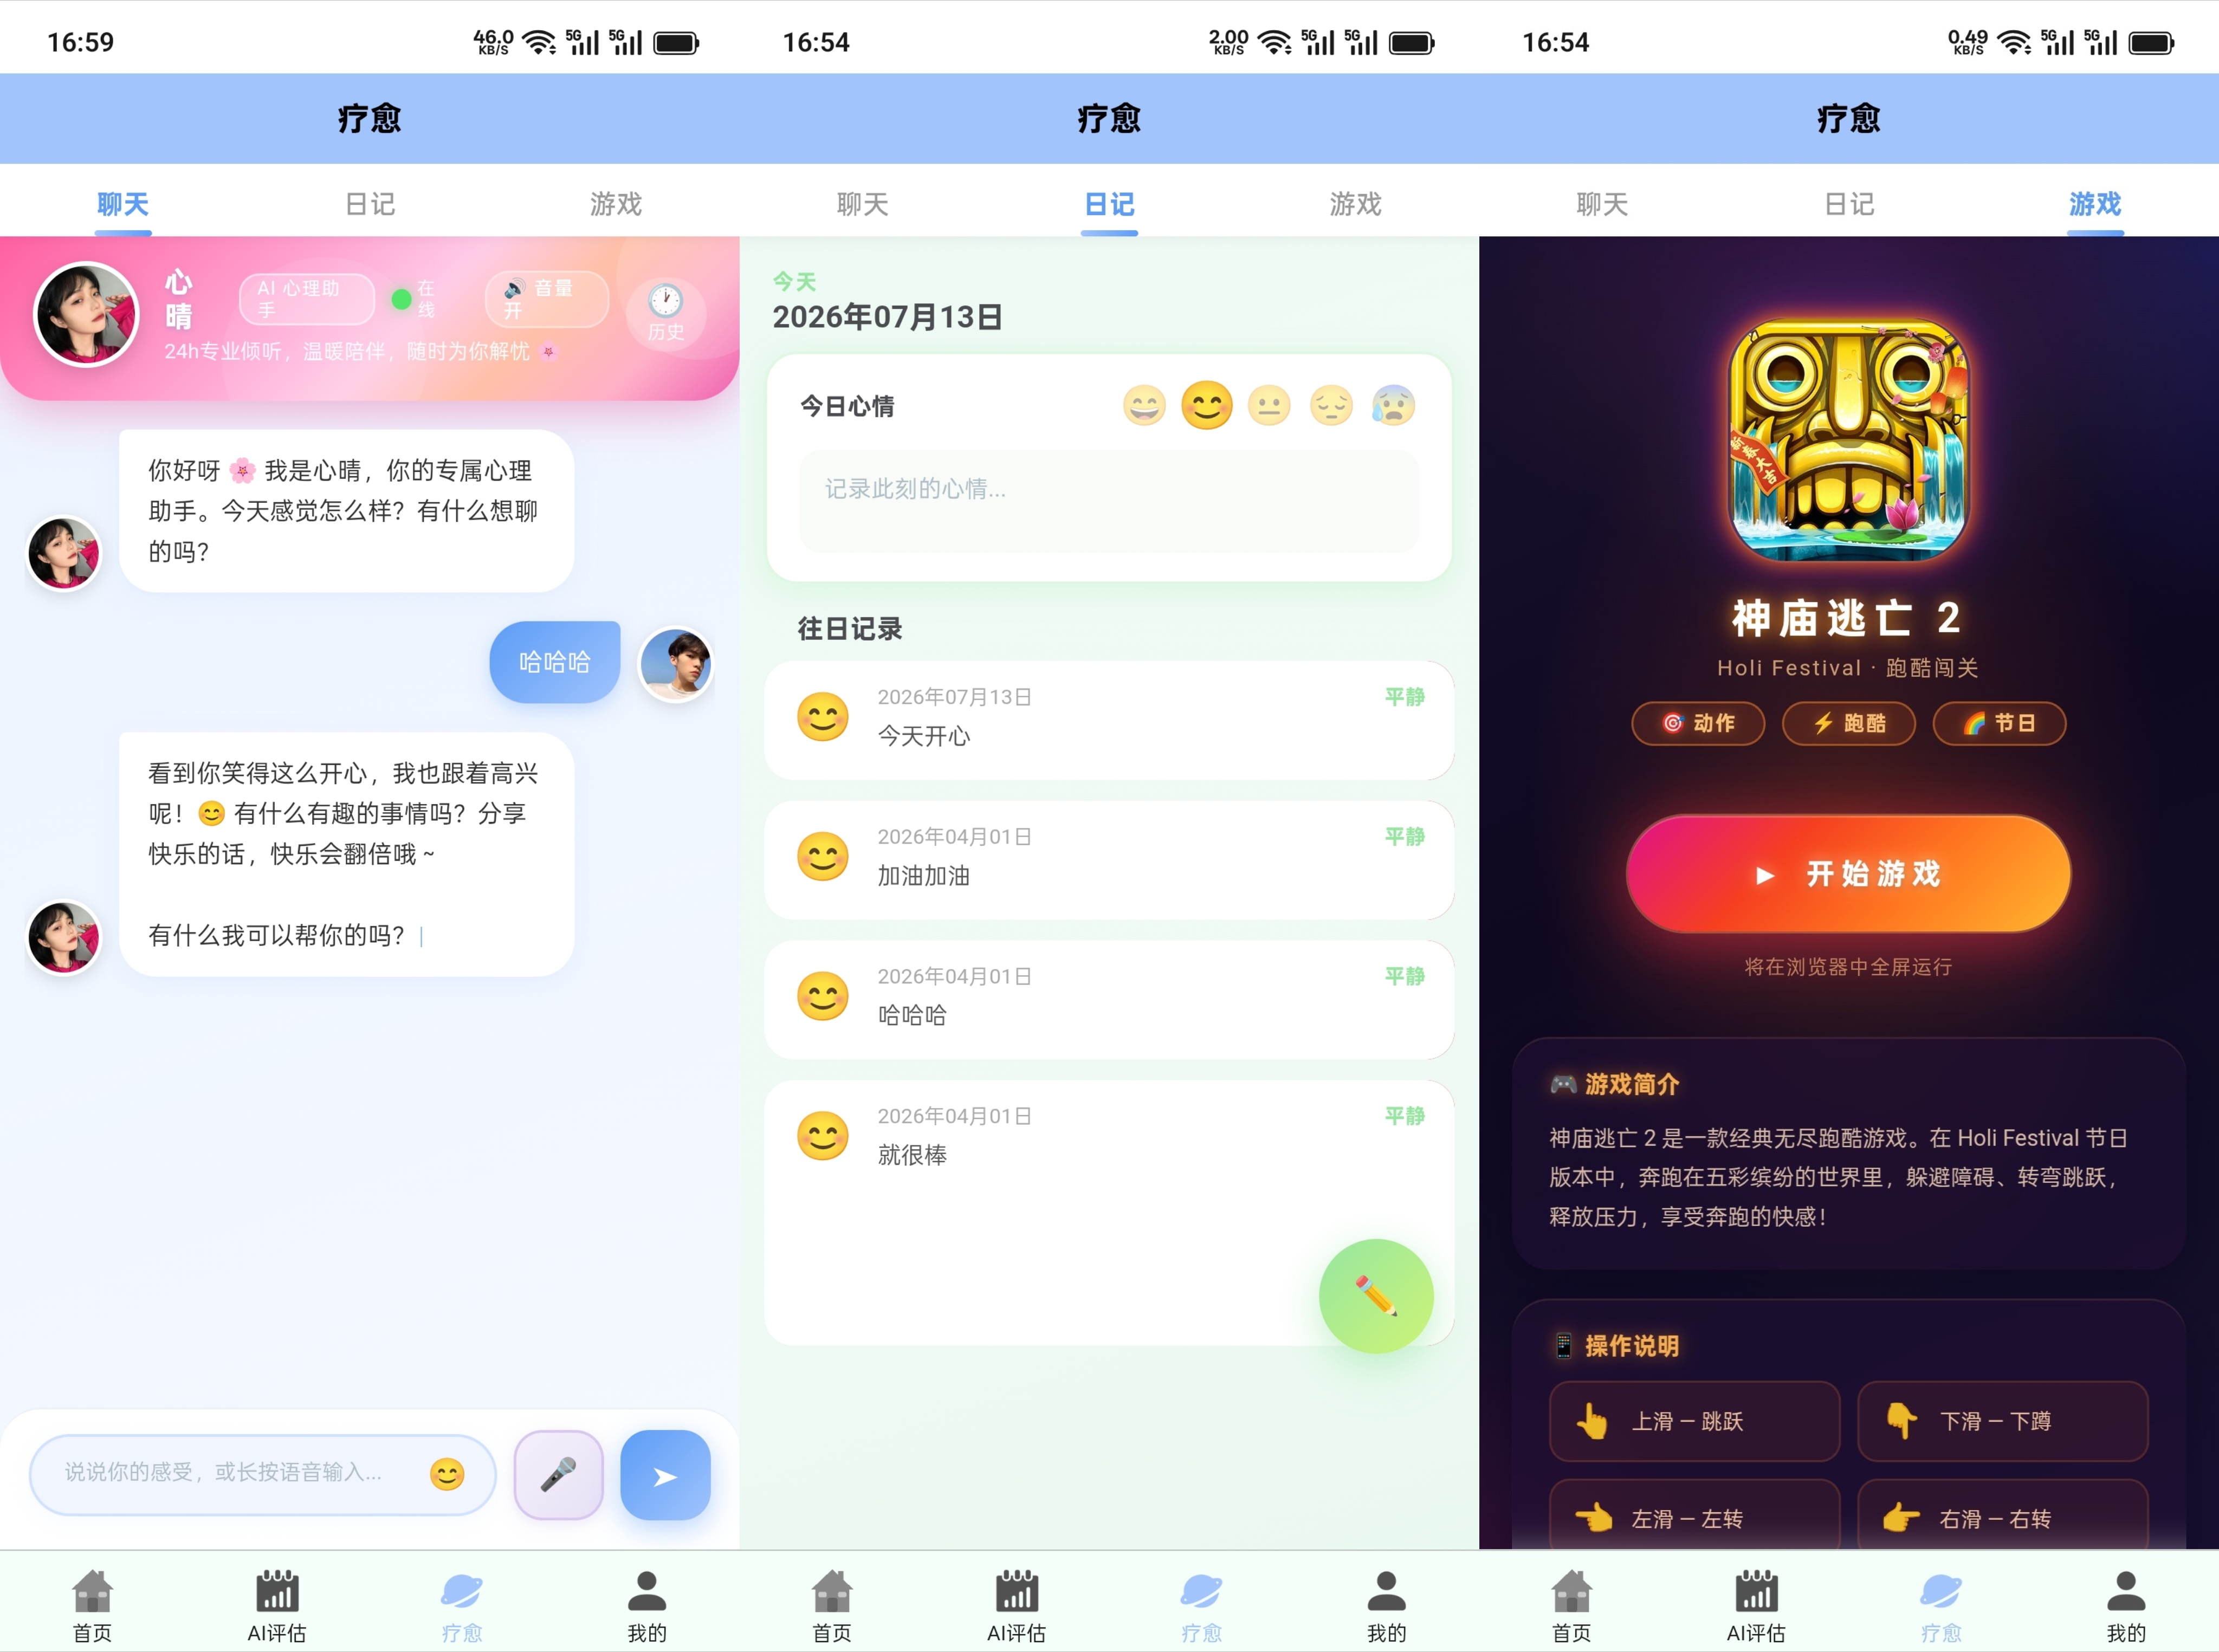 16:59
46.0
KB/S
5G
5G
疗愈
聊天
日记
游戏
心
晴
AI 心理助
手
在
线
🔊 音量
开
历史
24h专业倾听，温暖陪伴，随时为你解忧 🌸
你好呀 🌸 我是心晴，你的专属心理
助手。今天感觉怎么样？有什么想聊
的吗？
哈哈哈
看到你笑得这么开心，我也跟着高兴
呢！😊 有什么有趣的事情吗？分享
快乐的话，快乐会翻倍哦 ~
有什么我可以帮你的吗？
说说你的感受，或长按语音输入...
首页
AI评估
疗愈
我的
16:54
2.00
KB/S
5G
5G
疗愈
聊天
日记
游戏
今天
2026年07月13日
今日心情
记录此刻的心情...
往日记录
2026年07月13日
平静
今天开心
2026年04月01日
平静
加油加油
2026年04月01日
平静
哈哈哈
2026年04月01日
平静
就很棒
首页
AI评估
疗愈
我的
16:54
0.49
KB/S
5G
5G
疗愈
聊天
日记
游戏
新春大吉
神庙逃亡 2
Holi Festival · 跑酷闯关
🎯 动作
⚡ 跑酷
🌈 节日
▶ 开始游戏
将在浏览器中全屏运行
🎮 游戏简介
神庙逃亡 2 是一款经典无尽跑酷游戏。在 Holi Festival 节日
版本中，奔跑在五彩缤纷的世界里，躲避障碍、转弯跳跃，
释放压力，享受奔跑的快感！
📱 操作说明
👆 上滑 — 跳跃
👇 下滑 — 下蹲
👈 左滑 — 左转
👉 右滑 — 右转
首页
AI评估
疗愈
我的